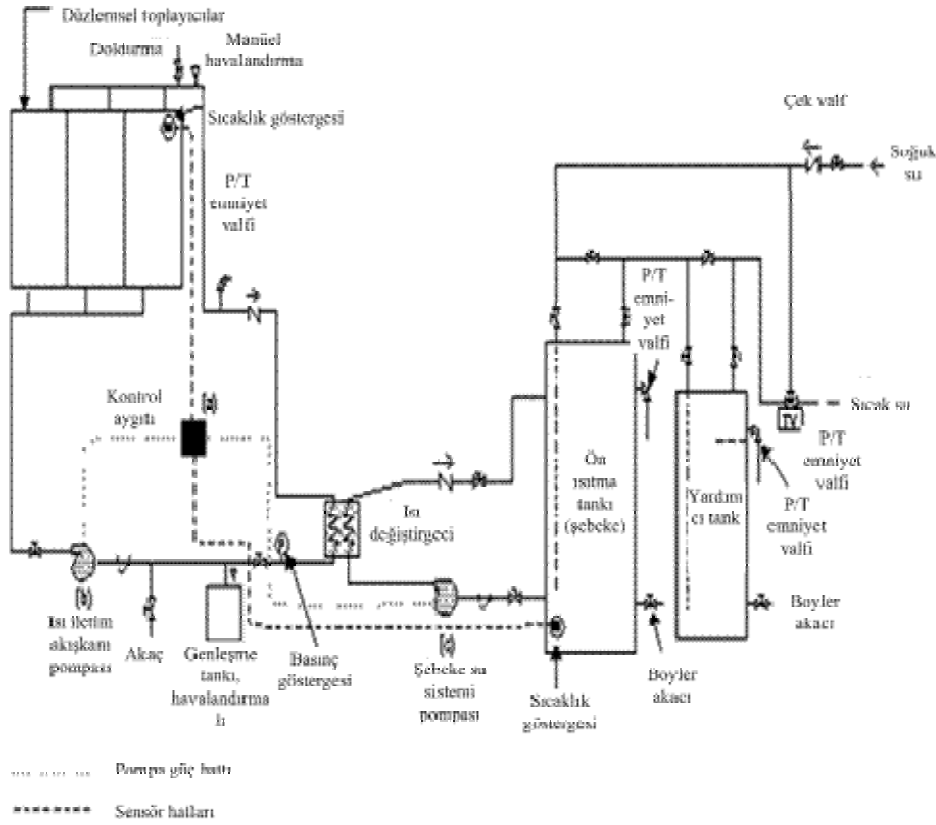 Düzlemsel toplayıcılar
Doldurma
Manüel
havalandırma
Çek valf
Sıcaklık göstergesi
Soğuk
su
P/T
emniyet
valfi
P/T
emni-
yet
valfi
Kontrol
aygıtı
(a)
Sıcak su
TV
P/T
emniyet
valfi
Ön
ısıtma
tankı
(şebeke)
Yardım
cı tank
Isı
değiştirgeci
P/T
emniyet
valfi
(b)
Isı iletim
akışkanı
pompası
Akaç
Genleşme
tankı,
havalandırma
lı
Basınç
göstergesi
(c)
Şebeke su
sistemi
pompası
Sıcaklık
göstergesi
Boyler
akacı
Boyler
akacı
Pompa güç hattı
Sensör hatları